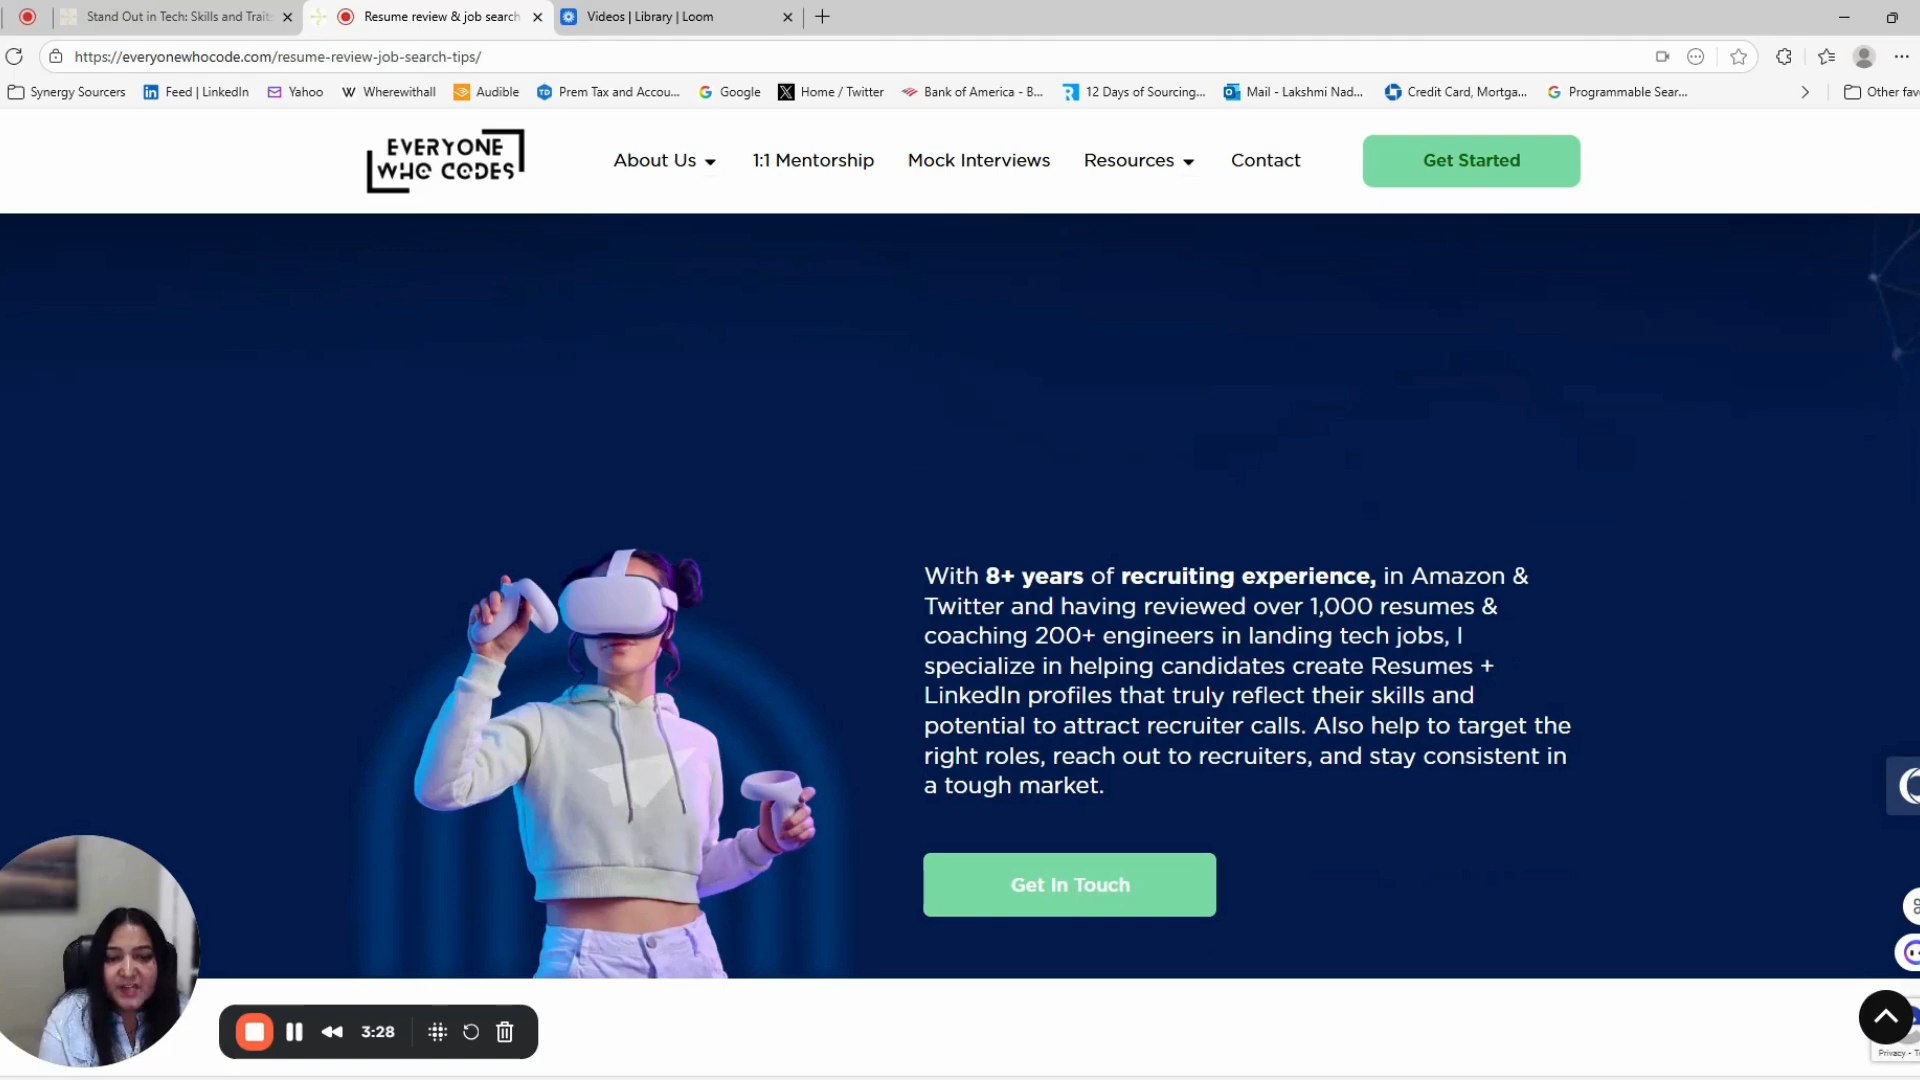 Stand Out in Tech: Skills and Trait
Resume review & job search
Videos | Library | Loom
https://everyonewhocode.com/resume-review-job-search-tips/
Synergy Sourcers
Feed | LinkedIn
Yahoo
Wherewithall
Audible
Prem Tax and Accou...
Google
Home / Twitter
Bank of America - B...
12 Days of Sourcing...
Mail - Lakshmi Nad...
Credit Card, Mortga...
Programmable Sear...
Other fav
EVERYONE
WHO CODES
About Us
1:1 Mentorship
Mock Interviews
Resources
Contact
Get Started
With 8+ years of recruiting experience, in Amazon &
Twitter and having reviewed over 1,000 resumes &
coaching 200+ engineers in landing tech jobs, I
specialize in helping candidates create Resumes +
LinkedIn profiles that truly reflect their skills and
potential to attract recruiter calls. Also help to target the
right roles, reach out to recruiters, and stay consistent in
a tough market.
Get In Touch
3:28
Privacy - T